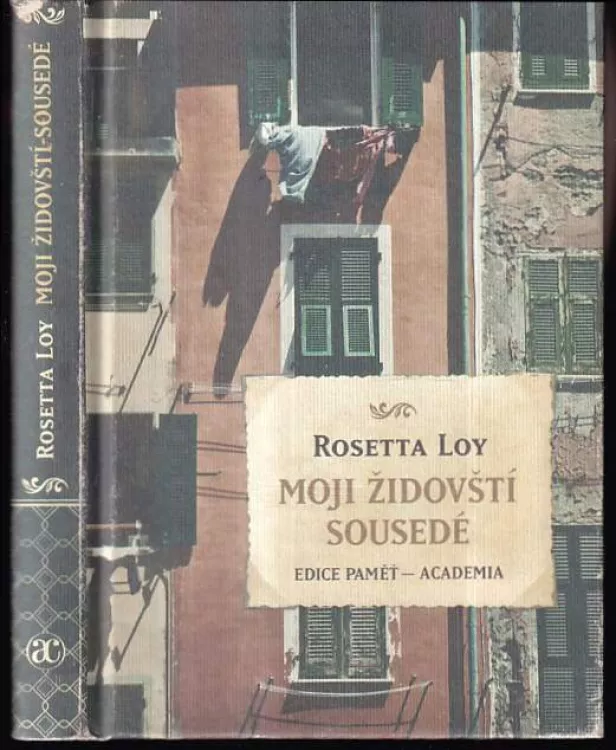 ROSETTA LOY MOJI ŽIDOVŠTÍ SOUSEDÉ
ac
ROSETTA LOY
MOJI ŽIDOVŠTÍ
SOUSEDÉ
EDICE PAMĚŤ — ACADEMIA